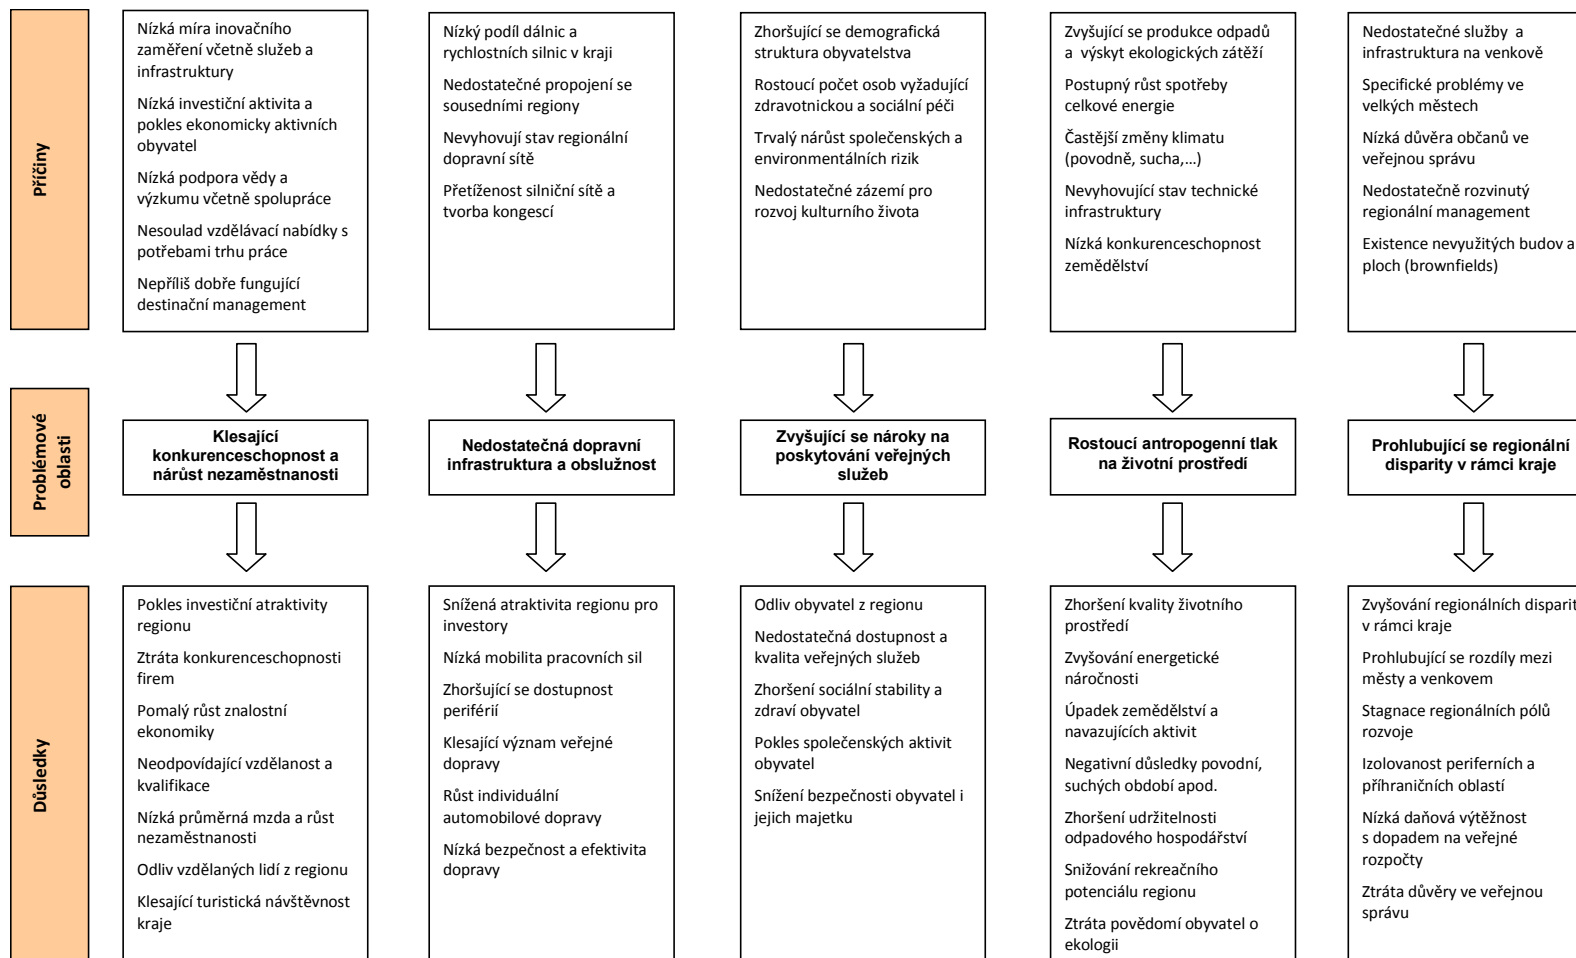 Příčiny
Nízká míra inovačního
zaměření včetně služeb a
infrastruktury
Nízká investiční aktivita a
pokles ekonomicky aktivních
obyvatel
Nízká podpora vědy a
výzkumu včetně spolupráce
Nesoulad vzdělávací nabídky s
potřebami trhu práce
Nepříliš dobře fungující
destinační management
Nízký podíl dálnic a
rychlostních silnic v kraji
Nedostatečné propojení se
sousedními regiony
Nevyhovují stav regionální
dopravní sítě
Přetíženost silniční sítě a
tvorba kongescí
Zhoršující se demografická
struktura obyvatelstva
Rostoucí počet osob vyžadující
zdravotnickou a sociální péči
Trvalý nárůst společenských a
environmentálních rizik
Nedostatečné zázemí pro
rozvoj kulturního života
Zvyšující se produkce odpadů
a výskyt ekologických zátěží
Postupný růst spotřeby
celkové energie
Častější změny klimatu
(povodně, sucha,...)
Nevyhovující stav technické
infrastruktury
Nízká konkurenceschopnost
zemědělství
Nedostatečné služby a
infrastruktura na venkově
Specifické problémy ve
velkých městech
Nízká důvěra občanů ve
veřejnou správu
Nedostatečně rozvinutý
regionální management
Existence nevyužitých budov a
ploch (brownfields)
Problémové
oblasti
Klesající
konkurenceschopnost a
nárůst nezaměstnanosti
Nedostatečná dopravní
infrastruktura a obslužnost
Zvyšující se nároky na
poskytování veřejných
služeb
Rostoucí antropogenní tlak
na životní prostředí
Prohlubující se regionální
disparity v rámci kraje
Důsledky
Pokles investiční atraktivity
regionu
Ztráta konkurenceschopnosti
firem
Pomalý růst znalostní
ekonomiky
Neodpovídající vzdělanost a
kvalifikace
Nízká průměrná mzda a růst
nezaměstnanosti
Odliv vzdělaných lidí z regionu
Klesající turistická návštěvnost
kraje
Snížená atraktivita regionu pro
investory
Nízká mobilita pracovních sil
Zhoršující se dostupnost
periférií
Klesající význam veřejné
dopravy
Růst individuální
automobilové dopravy
Nízká bezpečnost a efektivita
dopravy
Odliv obyvatel z regionu
Nedostatečná dostupnost a
kvalita veřejných služeb
Zhoršení sociální stability a
zdraví obyvatel
Pokles společenských aktivit
obyvatel
Snížení bezpečnosti obyvatel i
jejich majetku
Zhoršení kvality životního
prostředí
Zvyšování energetické
náročnosti
Úpadek zemědělství a
navazujících aktivit
Negativní důsledky povodní,
suchých období apod.
Zhoršení udržitelnosti
odpadového hospodářství
Snižování rekreačního
potenciálu regionu
Ztráta povědomí obyvatel o
ekologii
Zvyšování regionálních disparit
v rámci kraje
Prohlubující se rozdíly mezi
městy a venkovem
Stagnace regionálních pólů
rozvoje
Izolovanost periferních a
příhraničních oblastí
Nízká daňová výtěžnost
s dopadem na veřejné
rozpočty
Ztráta důvěry ve veřejnou
správu